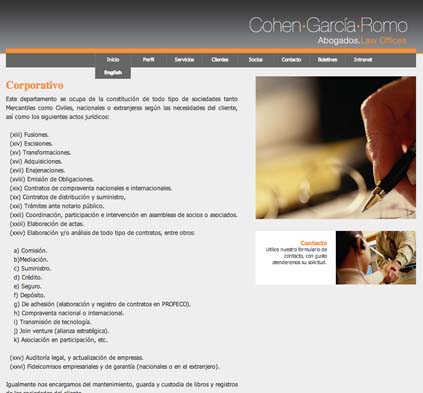 Cohen·García·Romo
Abogados.Law Offices
Inicio Perfil Servicios Clientes Socios Contacto Boletines Intranet
English
Corporativo
Este departamento se ocupa de la constitución de todo tipo de sociedades tanto
Mercantiles como Civiles, nacionales o extranjeras según las necesidades del cliente,
así como los siguientes actos jurídicos:
(xiii) Fusiones.
(xiv) Escisiones.
(xv) Transformaciones.
(xvi) Adquisiciones.
(xvii) Enajenaciones.
(xviii) Emisión de Obligaciones.
(xix) Contratos de compraventa nacionales e internacionales.
(xx) Contratos de distribución y suministro,
(xxi) Trámites ante notario público.
(xxii) Coordinación, participación e intervención en asambleas de socios o asociados.
(xxiii) Elaboración de actas.
(xxiv) Elaboración y/o análisis de todo tipo de contratos, entre otros:
a) Comisión.
b)Mediación.
c) Suministro.
d) Crédito.
e) Seguro.
f) Depósito.
g) De adhesión (elaboración y registro de contratos en PROFECO).
h) Compraventa nacional o internacional.
i) Transmisión de tecnología.
j) Join venture (alianza estratégica).
k) Asociación en participación, etc.
(xxv) Auditoría legal, y actualización de empresas.
(xxvi) Fideicomisos empresariales y de garantía (nacionales o en el extranjero).
Igualmente nos encargamos del mantenimiento, guarda y custodia de libros y registros
de las sociedades del cliente.
Contacto
Utilice nuestro formulario de
contacto, con gusto
atenderemos su solicitud.